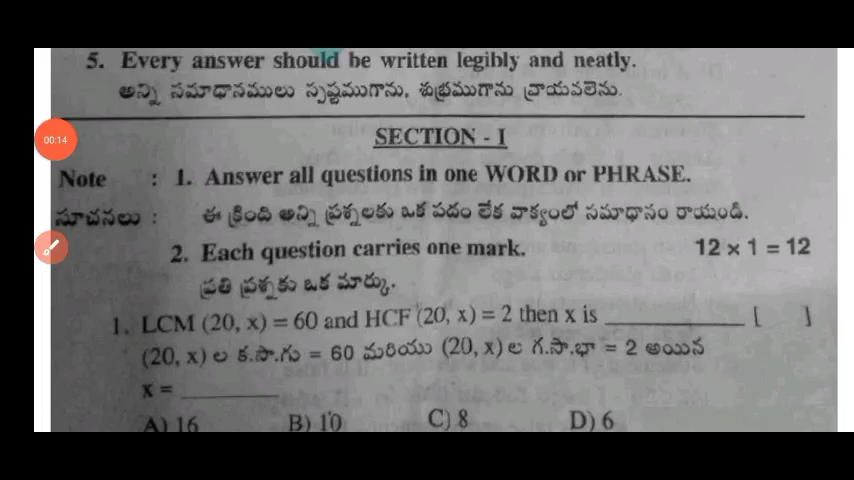 5. Every answer should be written legibly and neatly.
అన్ని సమాధానములు స్పష్టముగాను, శుభ్రముగాను వ్రాయవలెను.
00:14
SECTION - I
Note : 1. Answer all questions in one WORD or PHRASE.
సూచనలు : ఈ క్రింది అన్ని ప్రశ్నలకు ఒక పదం లేక వాక్యంలో సమాధానం రాయండి.
2. Each question carries one mark. 12 × 1 = 12
ప్రతి ప్రశ్నకు ఒక మార్కు.
1. LCM (20, x) = 60 and HCF (20, x) = 2 then x is ________ [ ]
(20, x) ల క.సా.గు = 60 మరియు (20, x) ల గ.సా.భా = 2 అయిన
x = ________
A) 16 B) 10 C) 8 D) 6